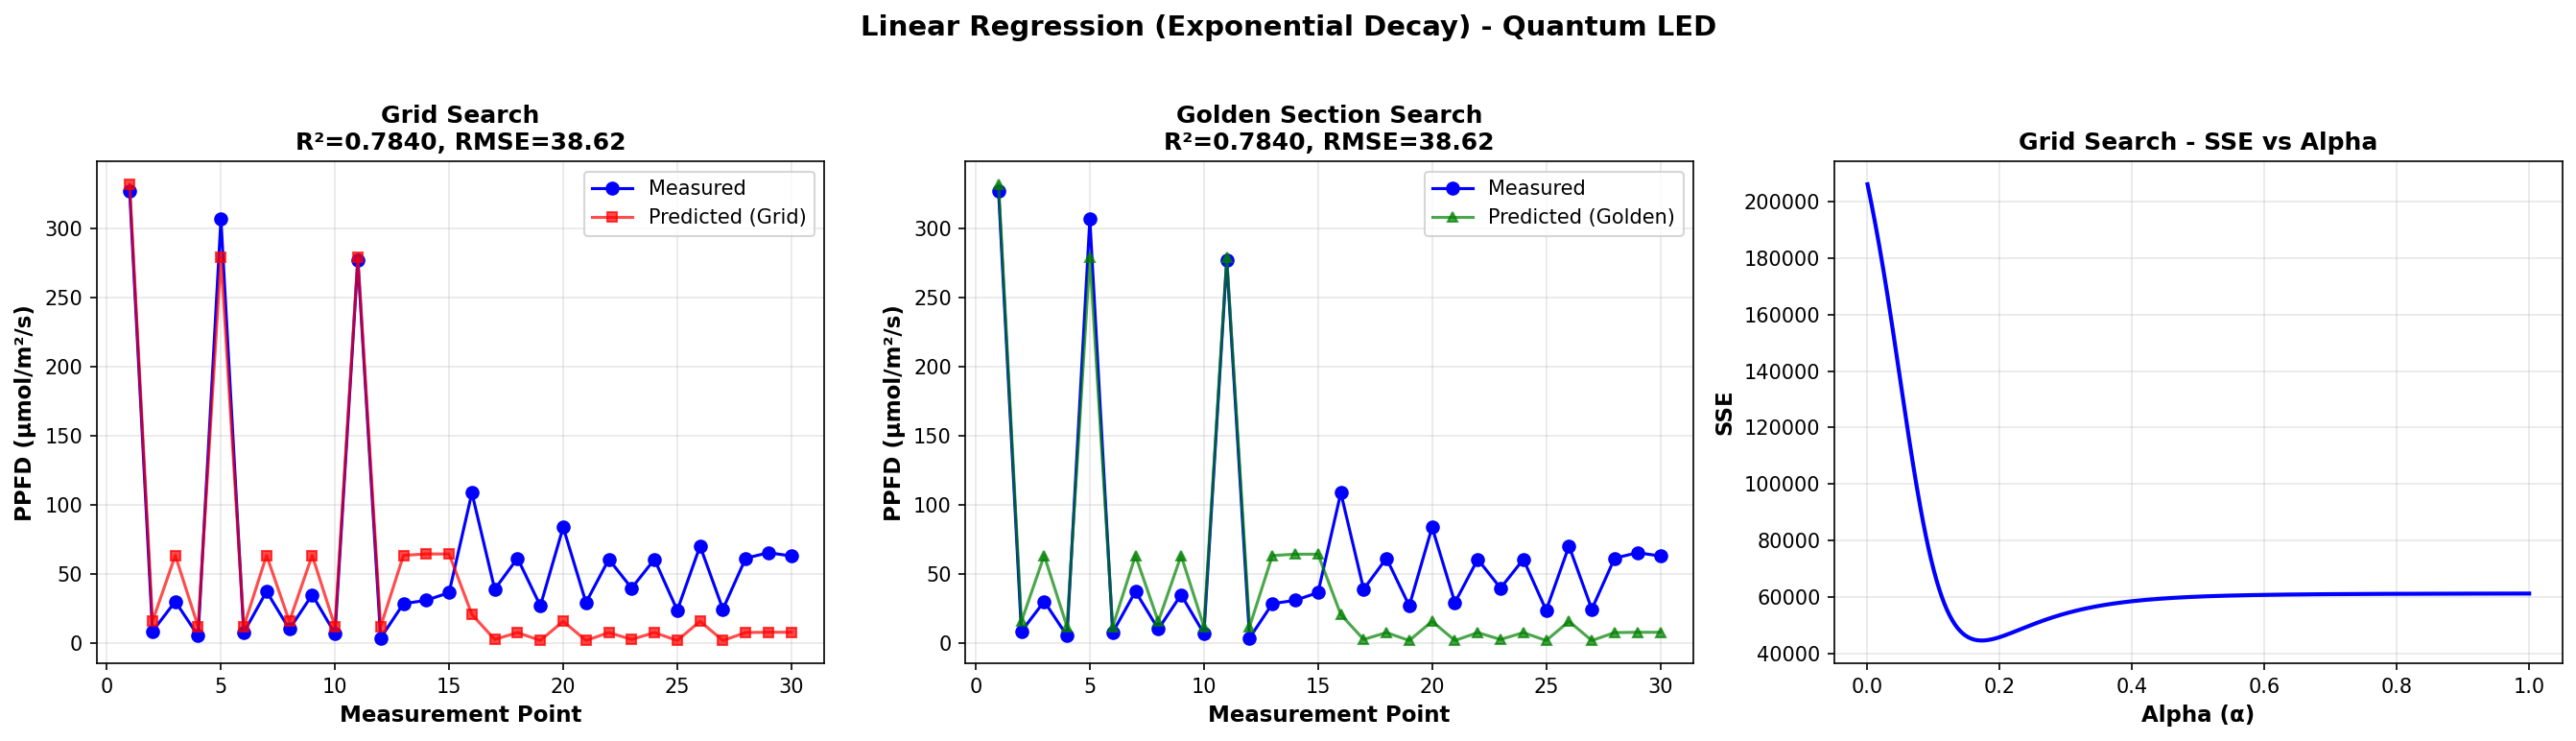 Linear Regression (Exponential Decay) - Quantum LED
Grid Search
R²=0.7840, RMSE=38.62
Measured
Predicted (Grid)
PPFD (μmol/m²/s)
300
250
200
150
100
50
0
0 5 10 15 20 25 30
Measurement Point
Golden Section Search
R²=0.7840, RMSE=38.62
Measured
Predicted (Golden)
PPFD (μmol/m²/s)
300
250
200
150
100
50
0
0 5 10 15 20 25 30
Measurement Point
Grid Search - SSE vs Alpha
SSE
200000
180000
160000
140000
120000
100000
80000
60000
40000
0.0 0.2 0.4 0.6 0.8 1.0
Alpha (α)